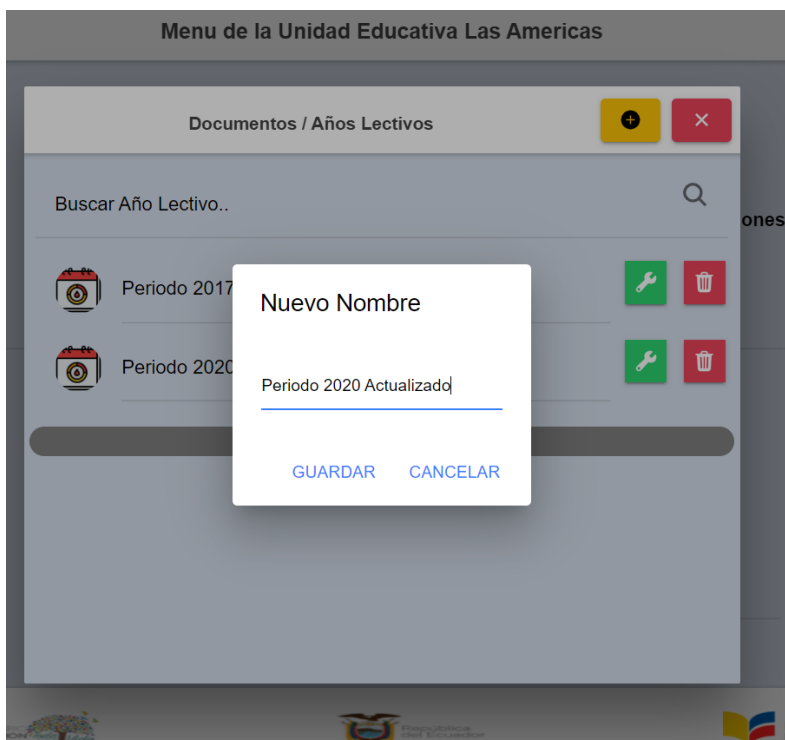 Menu de la Unidad Educativa Las Americas
Documentos / Años Lectivos
Buscar Año Lectivo..
ones
Periodo 2017
Periodo 2020
Nuevo Nombre
Periodo 2020 Actualizado
GUARDAR CANCELAR
República
del Ecuador